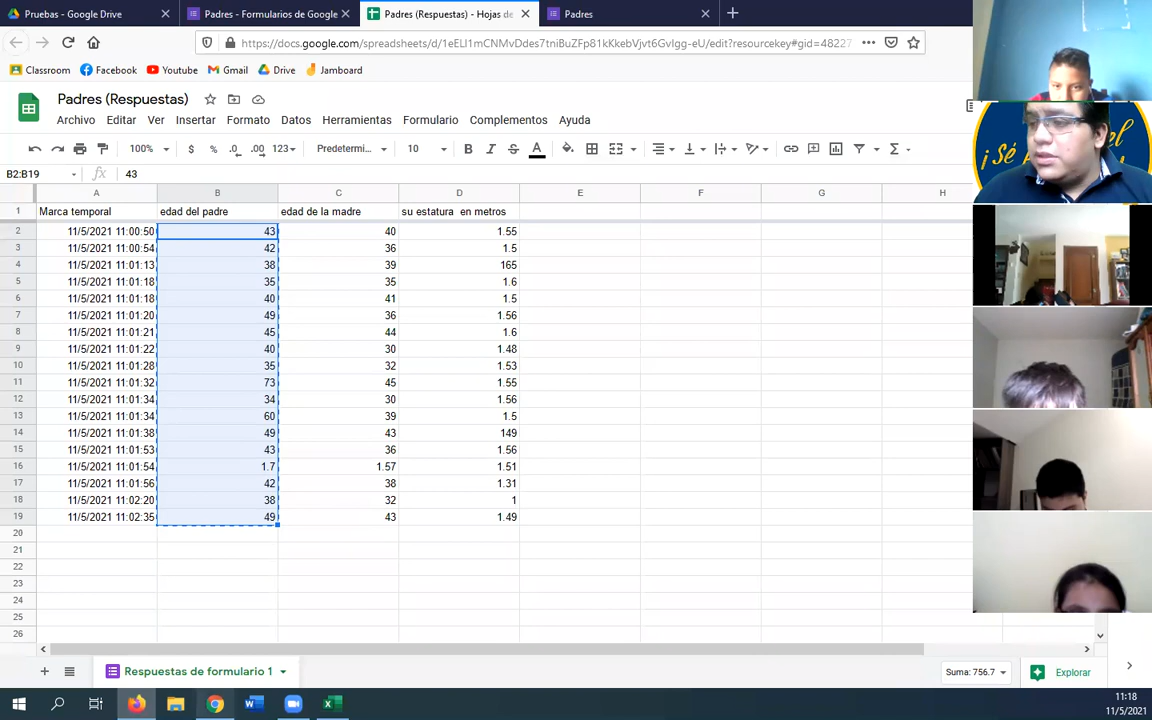 Pruebas - Google Drive
Padres - Formularios de Google
Padres (Respuestas) - Hojas de
Padres
https://docs.google.com/spreadsheets/d/1eELI1mCNMvDdes7tniBuZFp81kKkebVjvt6GvIgg-eU/edit?resourcekey#gid=48227
Classroom Facebook Youtube Gmail Drive Jamboard
Padres (Respuestas)
Archivo Editar Ver Insertar Formato Datos Herramientas Formulario Complementos Ayuda
100% $ % .0 .00 123 Predetermi... 10 B I S A
B2:B19 fx 43
A B C D E F G H
1 Marca temporal edad del padre edad de la madre su estatura en metros
2 11/5/2021 11:00:50 43 40 1.55
3 11/5/2021 11:00:54 42 36 1.5
4 11/5/2021 11:01:13 38 39 165
5 11/5/2021 11:01:18 35 35 1.6
6 11/5/2021 11:01:18 40 41 1.5
7 11/5/2021 11:01:20 49 36 1.56
8 11/5/2021 11:01:21 45 44 1.6
9 11/5/2021 11:01:22 40 30 1.48
10 11/5/2021 11:01:28 35 32 1.53
11 11/5/2021 11:01:32 73 45 1.55
12 11/5/2021 11:01:34 34 30 1.56
13 11/5/2021 11:01:34 60 39 1.5
14 11/5/2021 11:01:38 49 43 149
15 11/5/2021 11:01:53 43 36 1.56
16 11/5/2021 11:01:54 1.7 1.57 1.51
17 11/5/2021 11:01:56 42 38 1.31
18 11/5/2021 11:02:20 38 32 1
19 11/5/2021 11:02:35 49 43 1.49
20
21
22
23
24
25
26
Respuestas de formulario 1
Suma: 756.7
Explorar
11:18
11/5/2021
¡Sé
el